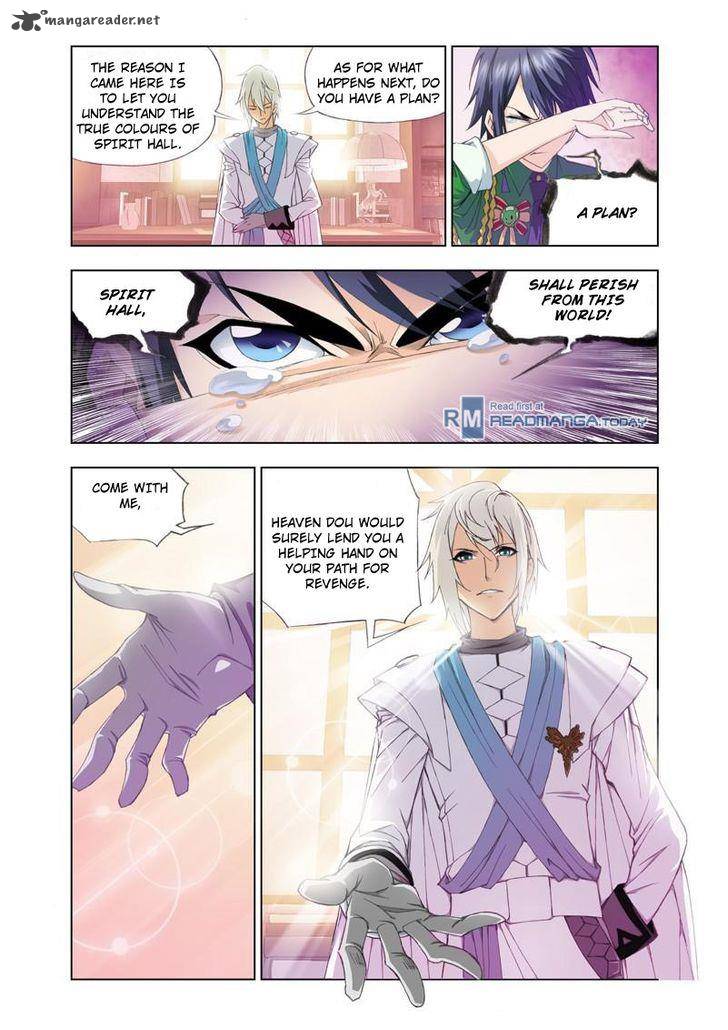 mangareader.net
THE REASON I
CAME HERE IS
TO LET YOU
UNDERSTAND THE
TRUE COLOURS OF
SPIRIT HALL.
AS FOR WHAT
HAPPENS NEXT, DO
YOU HAVE A PLAN?
A PLAN?
SPIRIT
HALL,
SHALL PERISH
FROM THIS
WORLD!
RM
Read first at
READMANGA.TODAY
COME WITH
ME,
HEAVEN DOU WOULD
SURELY LEND YOU A
HELPING HAND ON
YOUR PATH FOR
REVENGE.